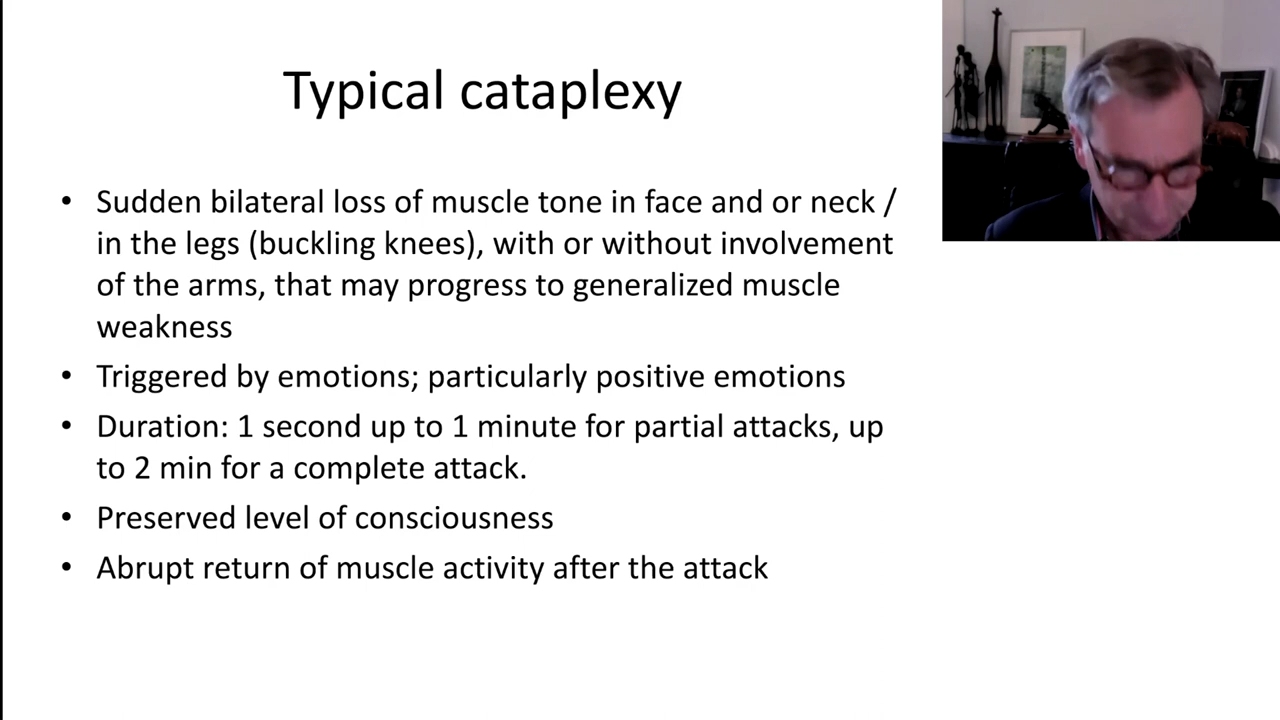 Typical cataplexy
• Sudden bilateral loss of muscle tone in face and or neck /
in the legs (buckling knees), with or without involvement
of the arms, that may progress to generalized muscle
weakness
• Triggered by emotions; particularly positive emotions
• Duration: 1 second up to 1 minute for partial attacks, up
to 2 min for a complete attack.
• Preserved level of consciousness
• Abrupt return of muscle activity after the attack